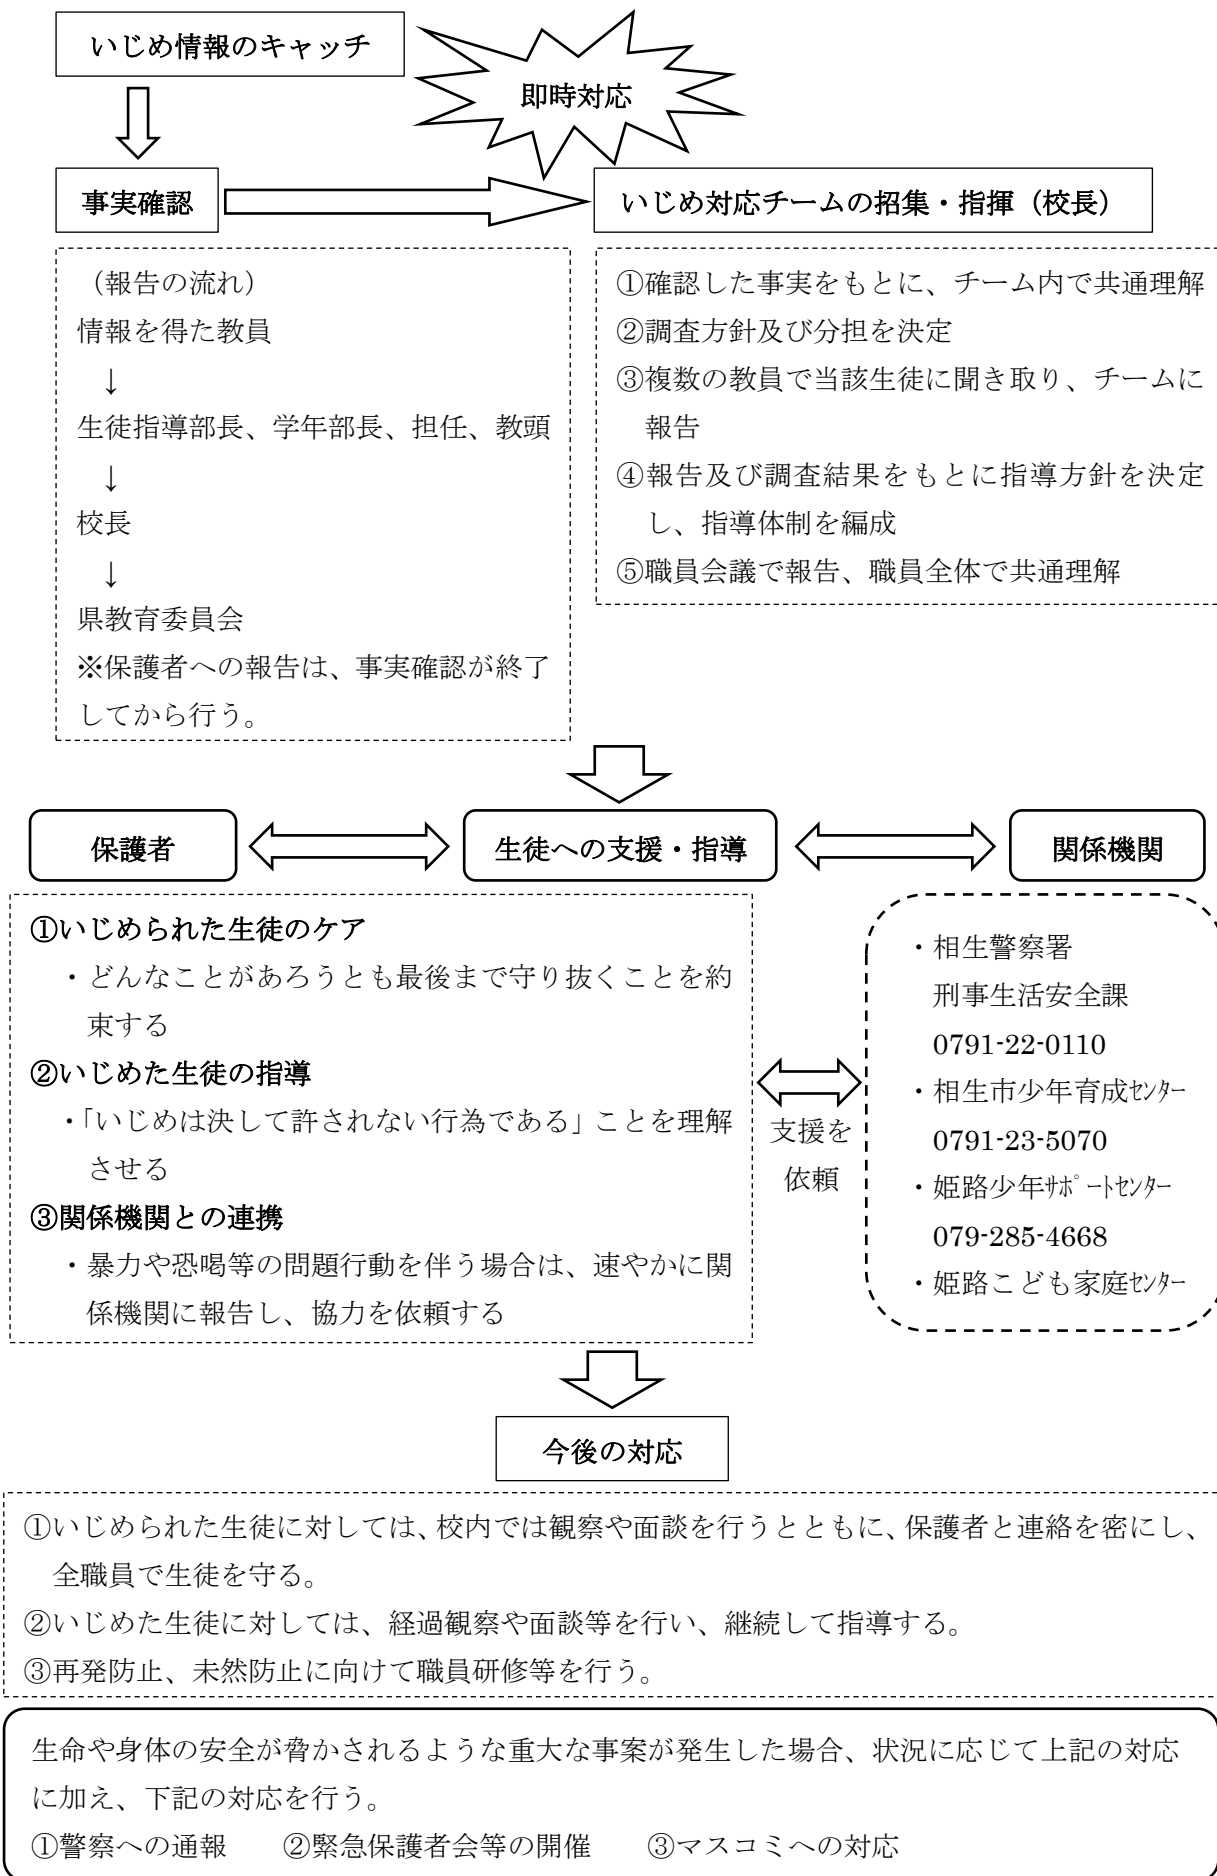 いじめ情報のキャッチ
即時対応
事実確認
いじめ対応チームの招集・指揮（校長）
（報告の流れ）
情報を得た教員
↓
生徒指導部長、学年部長、担任、教頭
↓
校長
↓
県教育委員会
※保護者への報告は、事実確認が終了
してから行う。
①確認した事実をもとに、チーム内で共通理解
②調査方針及び分担を決定
③複数の教員で当該生徒に聞き取り、チームに
報告
④報告及び調査結果をもとに指導方針を決定
し、指導体制を編成
⑤職員会議で報告、職員全体で共通理解
保護者
生徒への支援・指導
関係機関
①いじめられた生徒のケア
・どんなことがあろうとも最後まで守り抜くことを約
束する
②いじめた生徒の指導
・「いじめは決して許されない行為である」ことを理解
させる
③関係機関との連携
・暴力や恐喝等の問題行動を伴う場合は、速やかに関
係機関に報告し、協力を依頼する
支援を
依頼
・相生警察署
刑事生活安全課
0791-22-0110
・相生市少年育成ｾﾝﾀｰ
0791-23-5070
・姫路少年ｻﾎﾟｰﾄｾﾝﾀｰ
079-285-4668
・姫路こども家庭ｾﾝﾀｰ
今後の対応
①いじめられた生徒に対しては、校内では観察や面談を行うとともに、保護者と連絡を密にし、
全職員で生徒を守る。
②いじめた生徒に対しては、経過観察や面談等を行い、継続して指導する。
③再発防止、未然防止に向けて職員研修等を行う。
生命や身体の安全が脅かされるような重大な事案が発生した場合、状況に応じて上記の対応
に加え、下記の対応を行う。
①警察への通報　　②緊急保護者会等の開催　　③マスコミへの対応